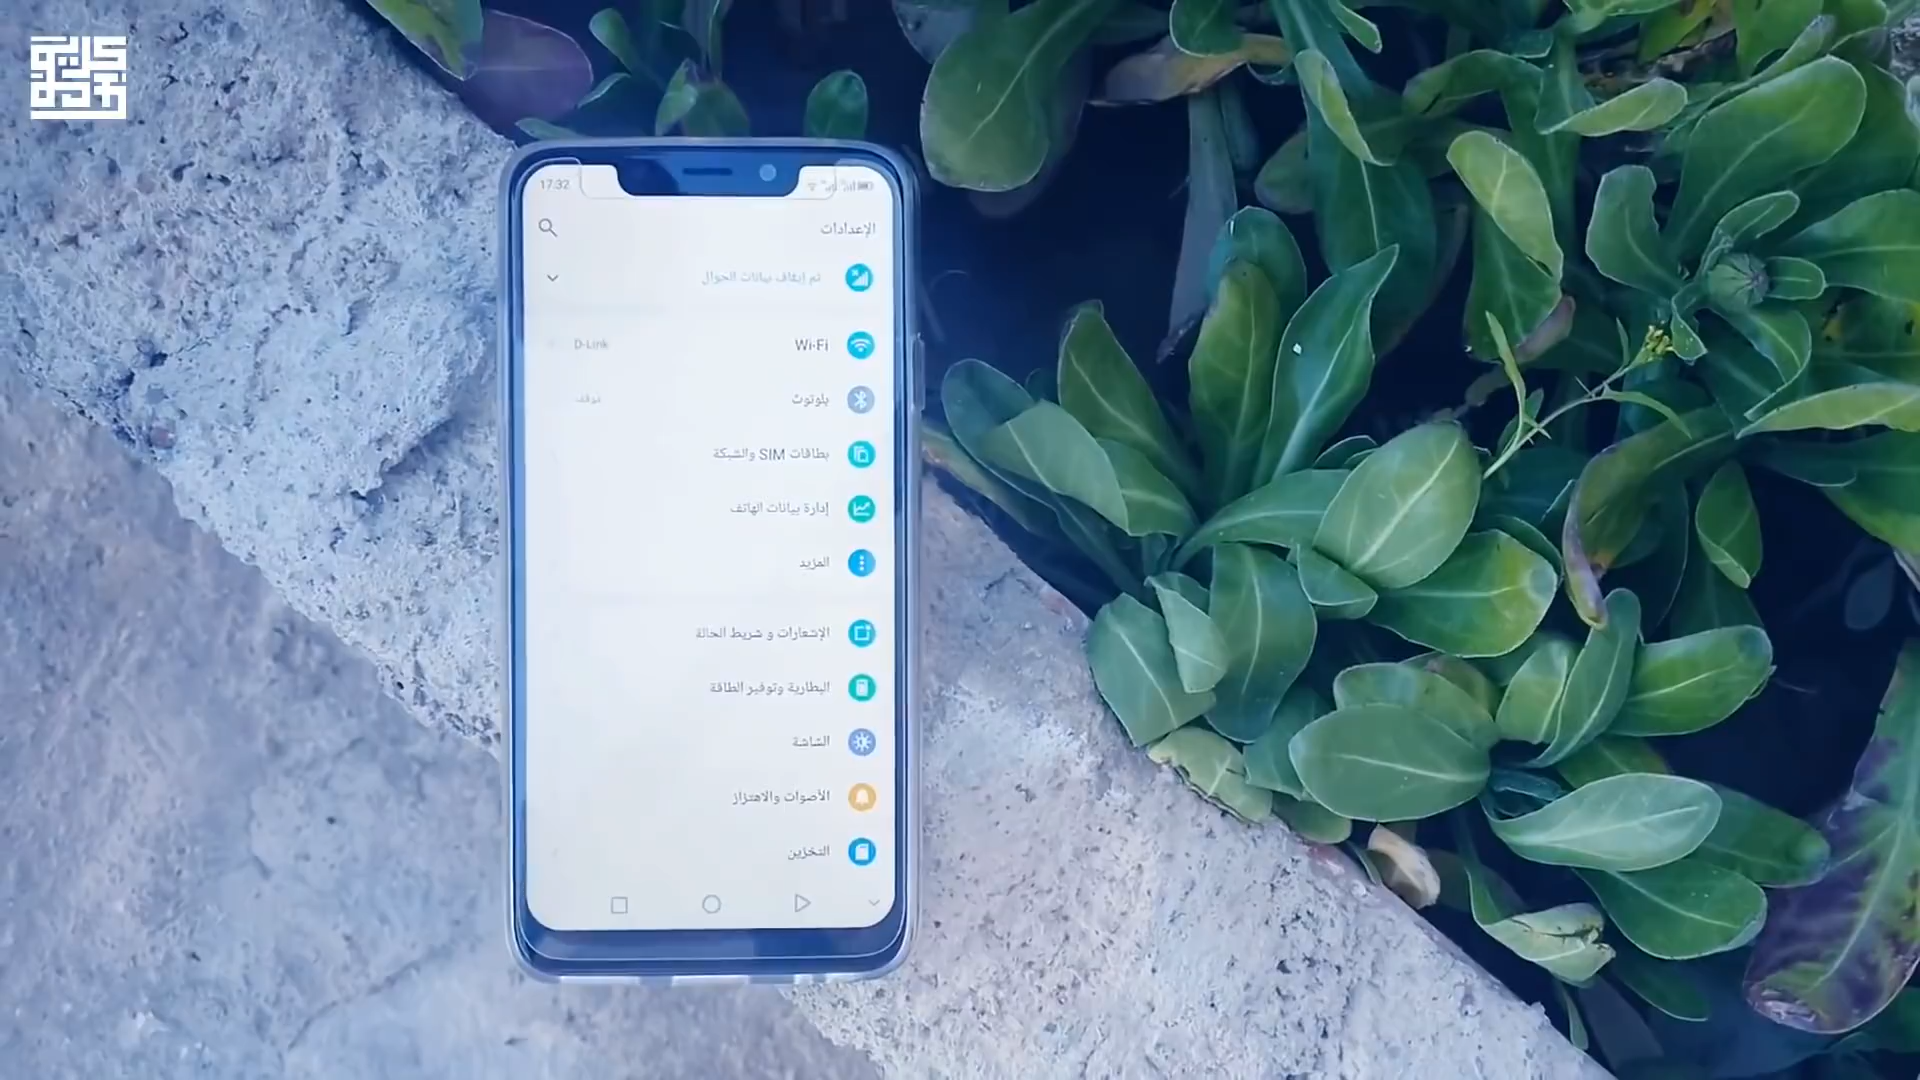 17:32
الإعدادات
تم إيقاف بيانات الجوال
Wi-Fi
D-Link
بلوتوث
موقف
بطاقات SIM والشبكة
إدارة بيانات الهاتف
المزيد
الإشعارات و شريط الحالة
البطارية وتوفير الطاقة
الشاشة
الأصوات والاهتزاز
التخزين